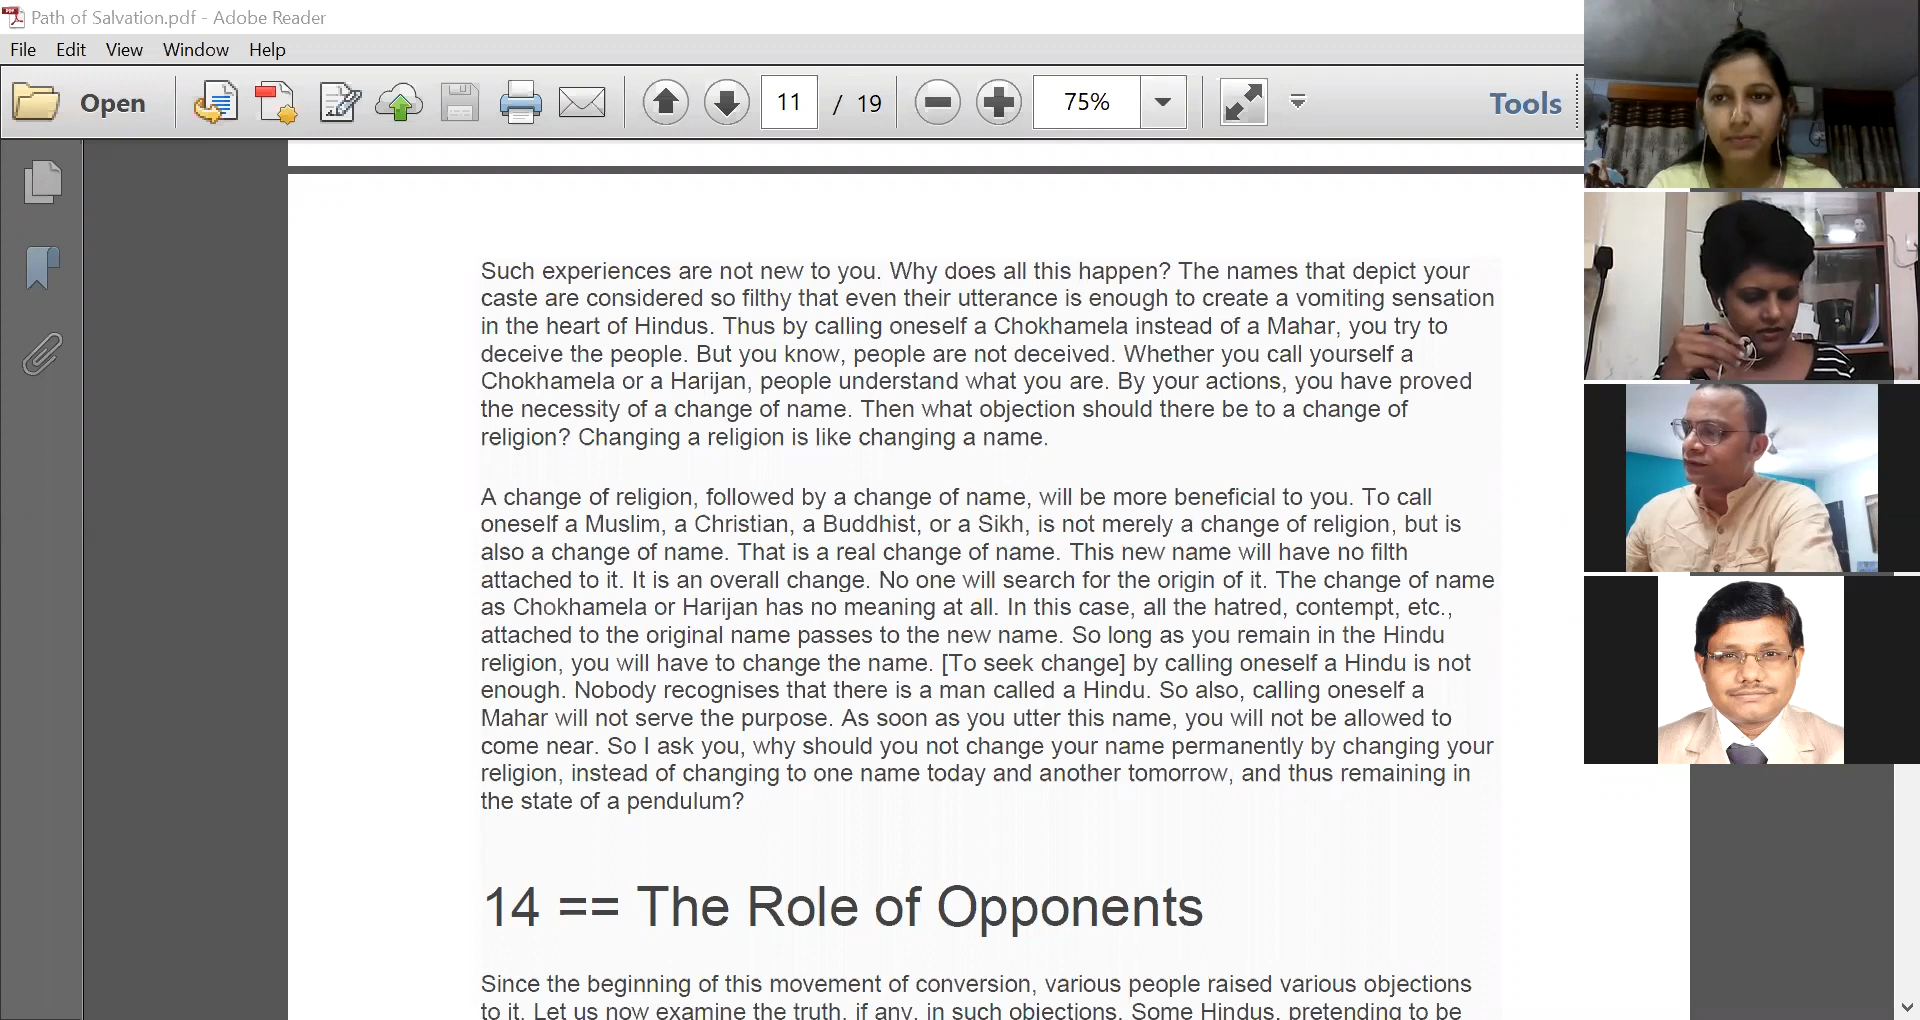 Path of Salvation.pdf - Adobe Reader
File Edit View Window Help
Open 11 / 19 75% Tools
Such experiences are not new to you. Why does all this happen? The names that depict your
caste are considered so filthy that even their utterance is enough to create a vomiting sensation
in the heart of Hindus. Thus by calling oneself a Chokhamela instead of a Mahar, you try to
deceive the people. But you know, people are not deceived. Whether you call yourself a
Chokhamela or a Harijan, people understand what you are. By your actions, you have proved
the necessity of a change of name. Then what objection should there be to a change of
religion? Changing a religion is like changing a name.
A change of religion, followed by a change of name, will be more beneficial to you. To call
oneself a Muslim, a Christian, a Buddhist, or a Sikh, is not merely a change of religion, but is
also a change of name. That is a real change of name. This new name will have no filth
attached to it. It is an overall change. No one will search for the origin of it. The change of name
as Chokhamela or Harijan has no meaning at all. In this case, all the hatred, contempt, etc.,
attached to the original name passes to the new name. So long as you remain in the Hindu
religion, you will have to change the name. [To seek change] by calling oneself a Hindu is not
enough. Nobody recognises that there is a man called a Hindu. So also, calling oneself a
Mahar will not serve the purpose. As soon as you utter this name, you will not be allowed to
come near. So I ask you, why should you not change your name permanently by changing your
religion, instead of changing to one name today and another tomorrow, and thus remaining in
the state of a pendulum?
14 == The Role of Opponents
Since the beginning of this movement of conversion, various people raised various objections
to it. Let us now examine the truth, if any, in such objections. Some Hindus, pretending to be